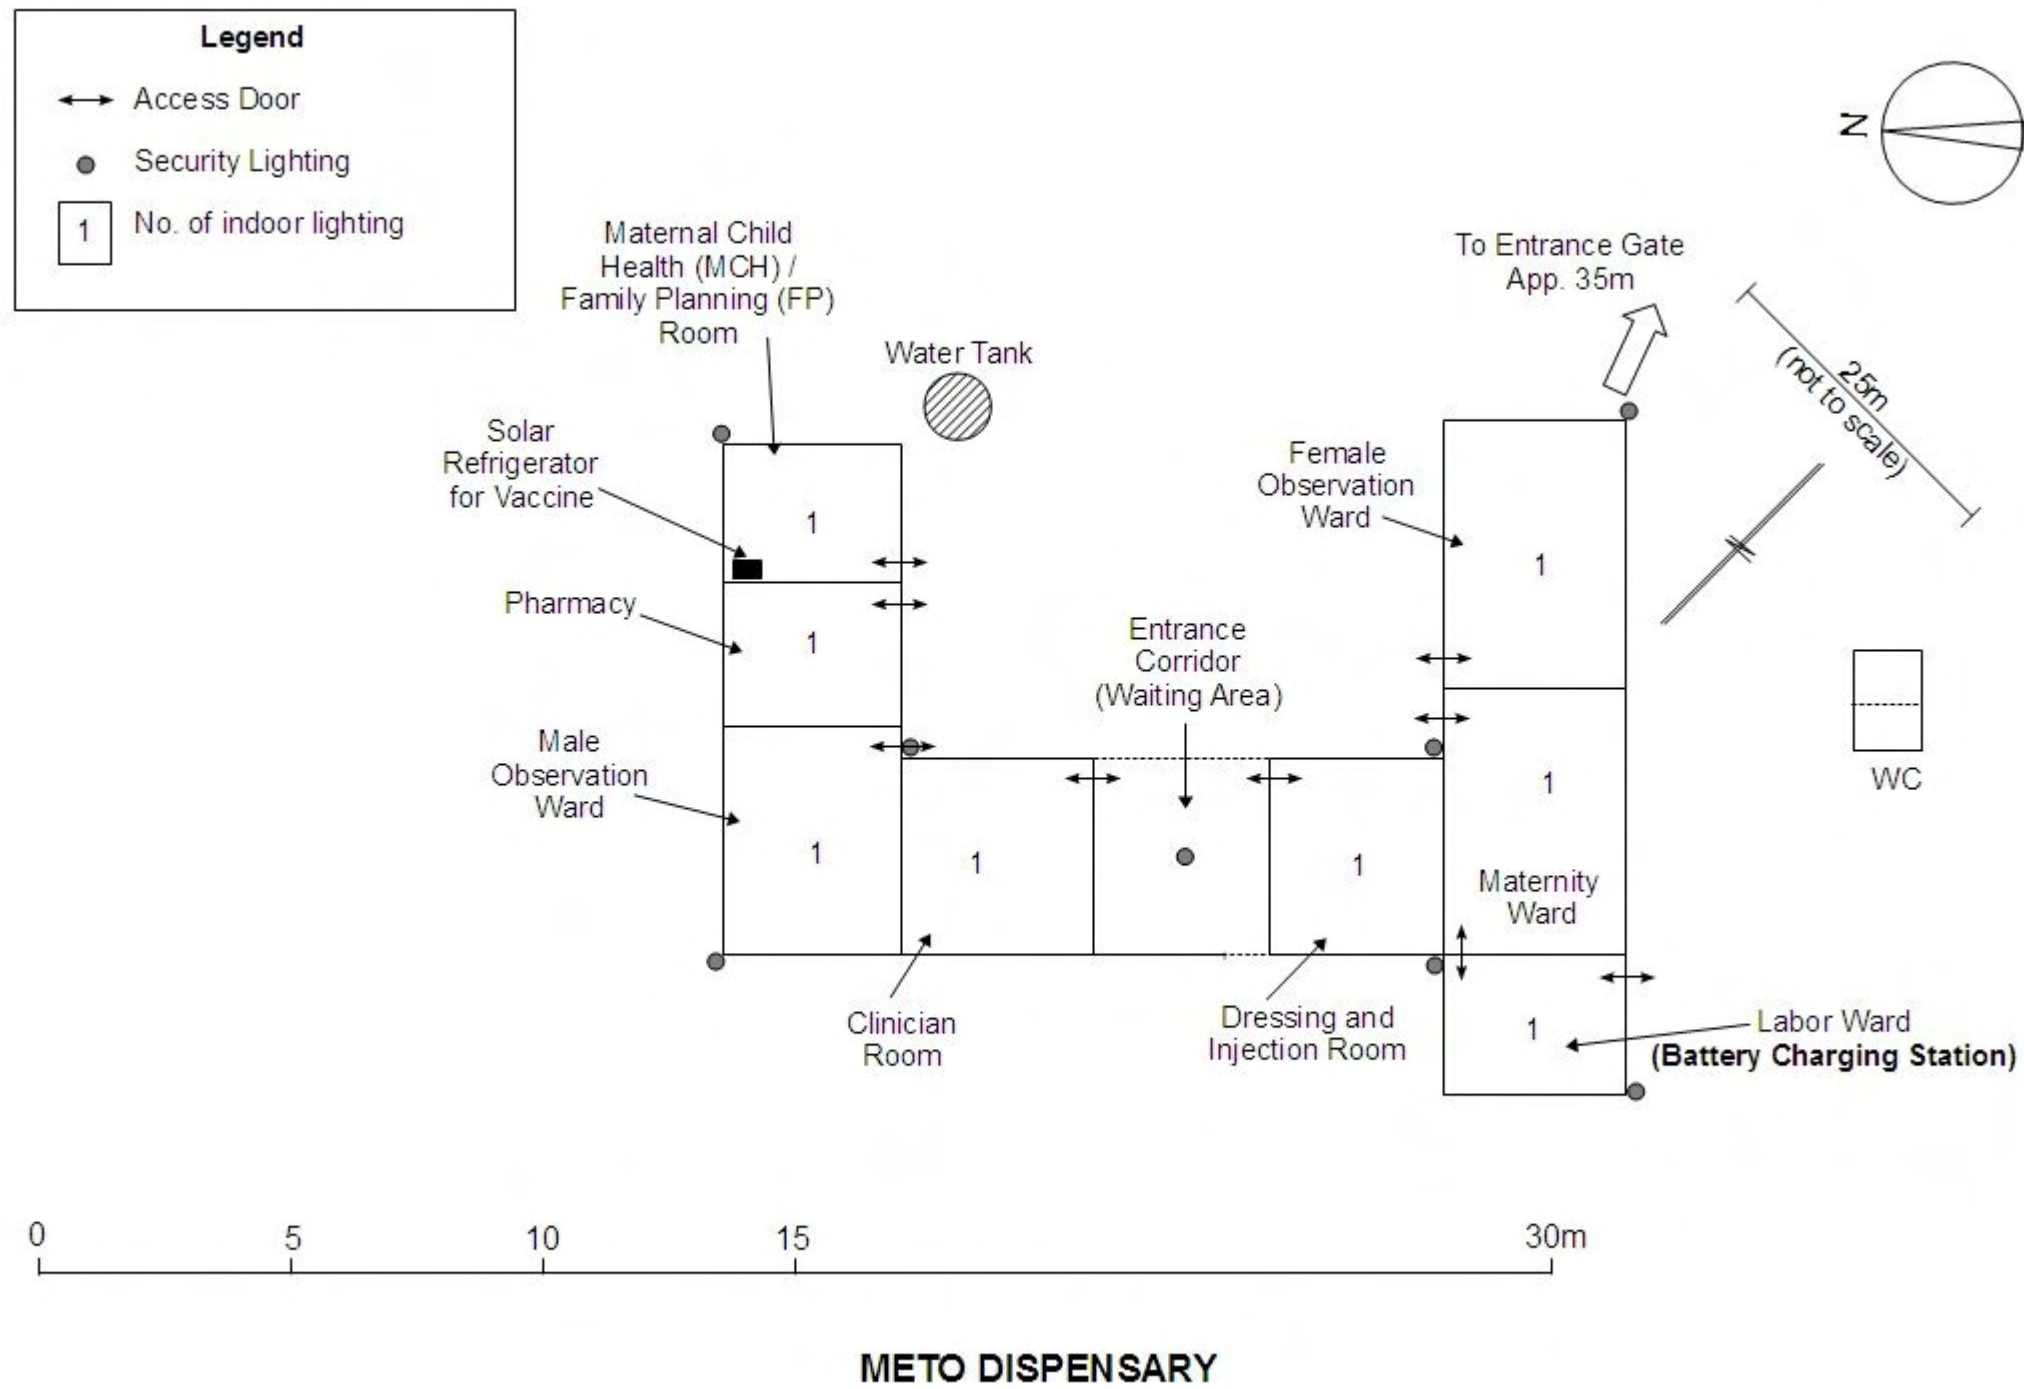 Legend
Access Door
Security Lighting
1
No. of indoor lighting
N
Maternal Child
Health (MCH) /
Family Planning (FP)
Room
Water Tank
To Entrance Gate
App. 35m
25m
(not to scale)
Solar
Refrigerator
for Vaccine
1
Female
Observation
Ward
1
Pharmacy
1
Entrance
Corridor
(Waiting Area)
Male
Observation
Ward
1
1
1
1
Maternity
Ward
WC
Clinician
Room
Dressing and
Injection Room
1
Labor Ward
(Battery Charging Station)
0
5
10
15
30m
METO DISPENSARY